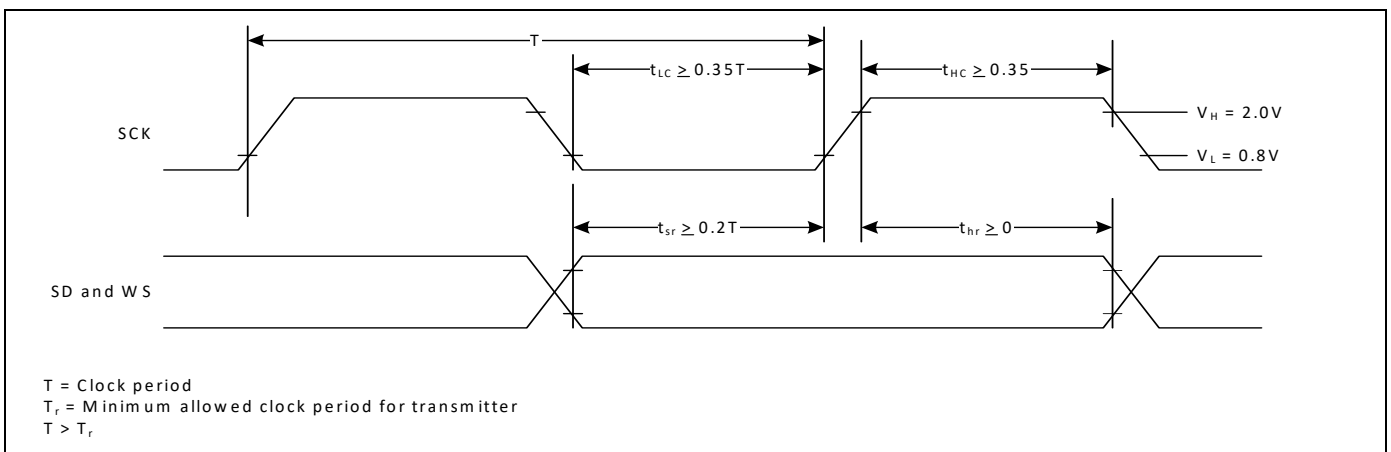 T
t_LC ≥ 0.35T
t_HC ≥ 0.35
SCK
V_H = 2.0V
V_L = 0.8V
t_sr ≥ 0.2T
t_hr ≥ 0
SD and WS
T = Clock period
T_r = Minimum allowed clock period for transmitter
T > T_r